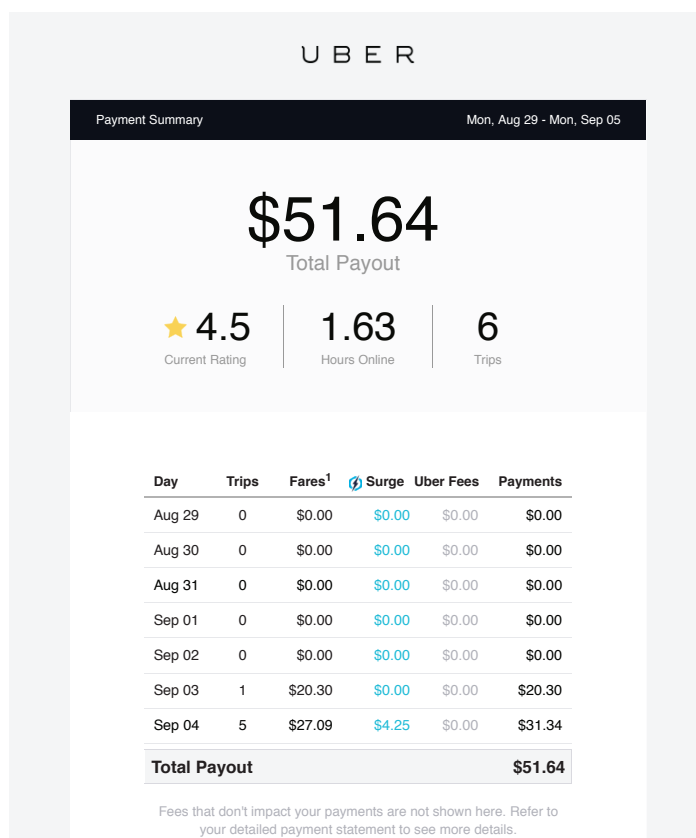 UBER
Payment Summary Mon, Aug 29 - Mon, Sep 05
$51.64
Total Payout
4.5 1.63 6
Current Rating Hours Online Trips
Day Trips Fares1 Surge Uber Fees Payments
Aug 29 0 $0.00 $0.00 $0.00 $0.00
Aug 30 0 $0.00 $0.00 $0.00 $0.00
Aug 31 0 $0.00 $0.00 $0.00 $0.00
Sep 01 0 $0.00 $0.00 $0.00 $0.00
Sep 02 0 $0.00 $0.00 $0.00 $0.00
Sep 03 1 $20.30 $0.00 $0.00 $20.30
Sep 04 5 $27.09 $4.25 $0.00 $31.34
Total Payout $51.64
Fees that don't impact your payments are not shown here. Refer to
your detailed payment statement to see more details.